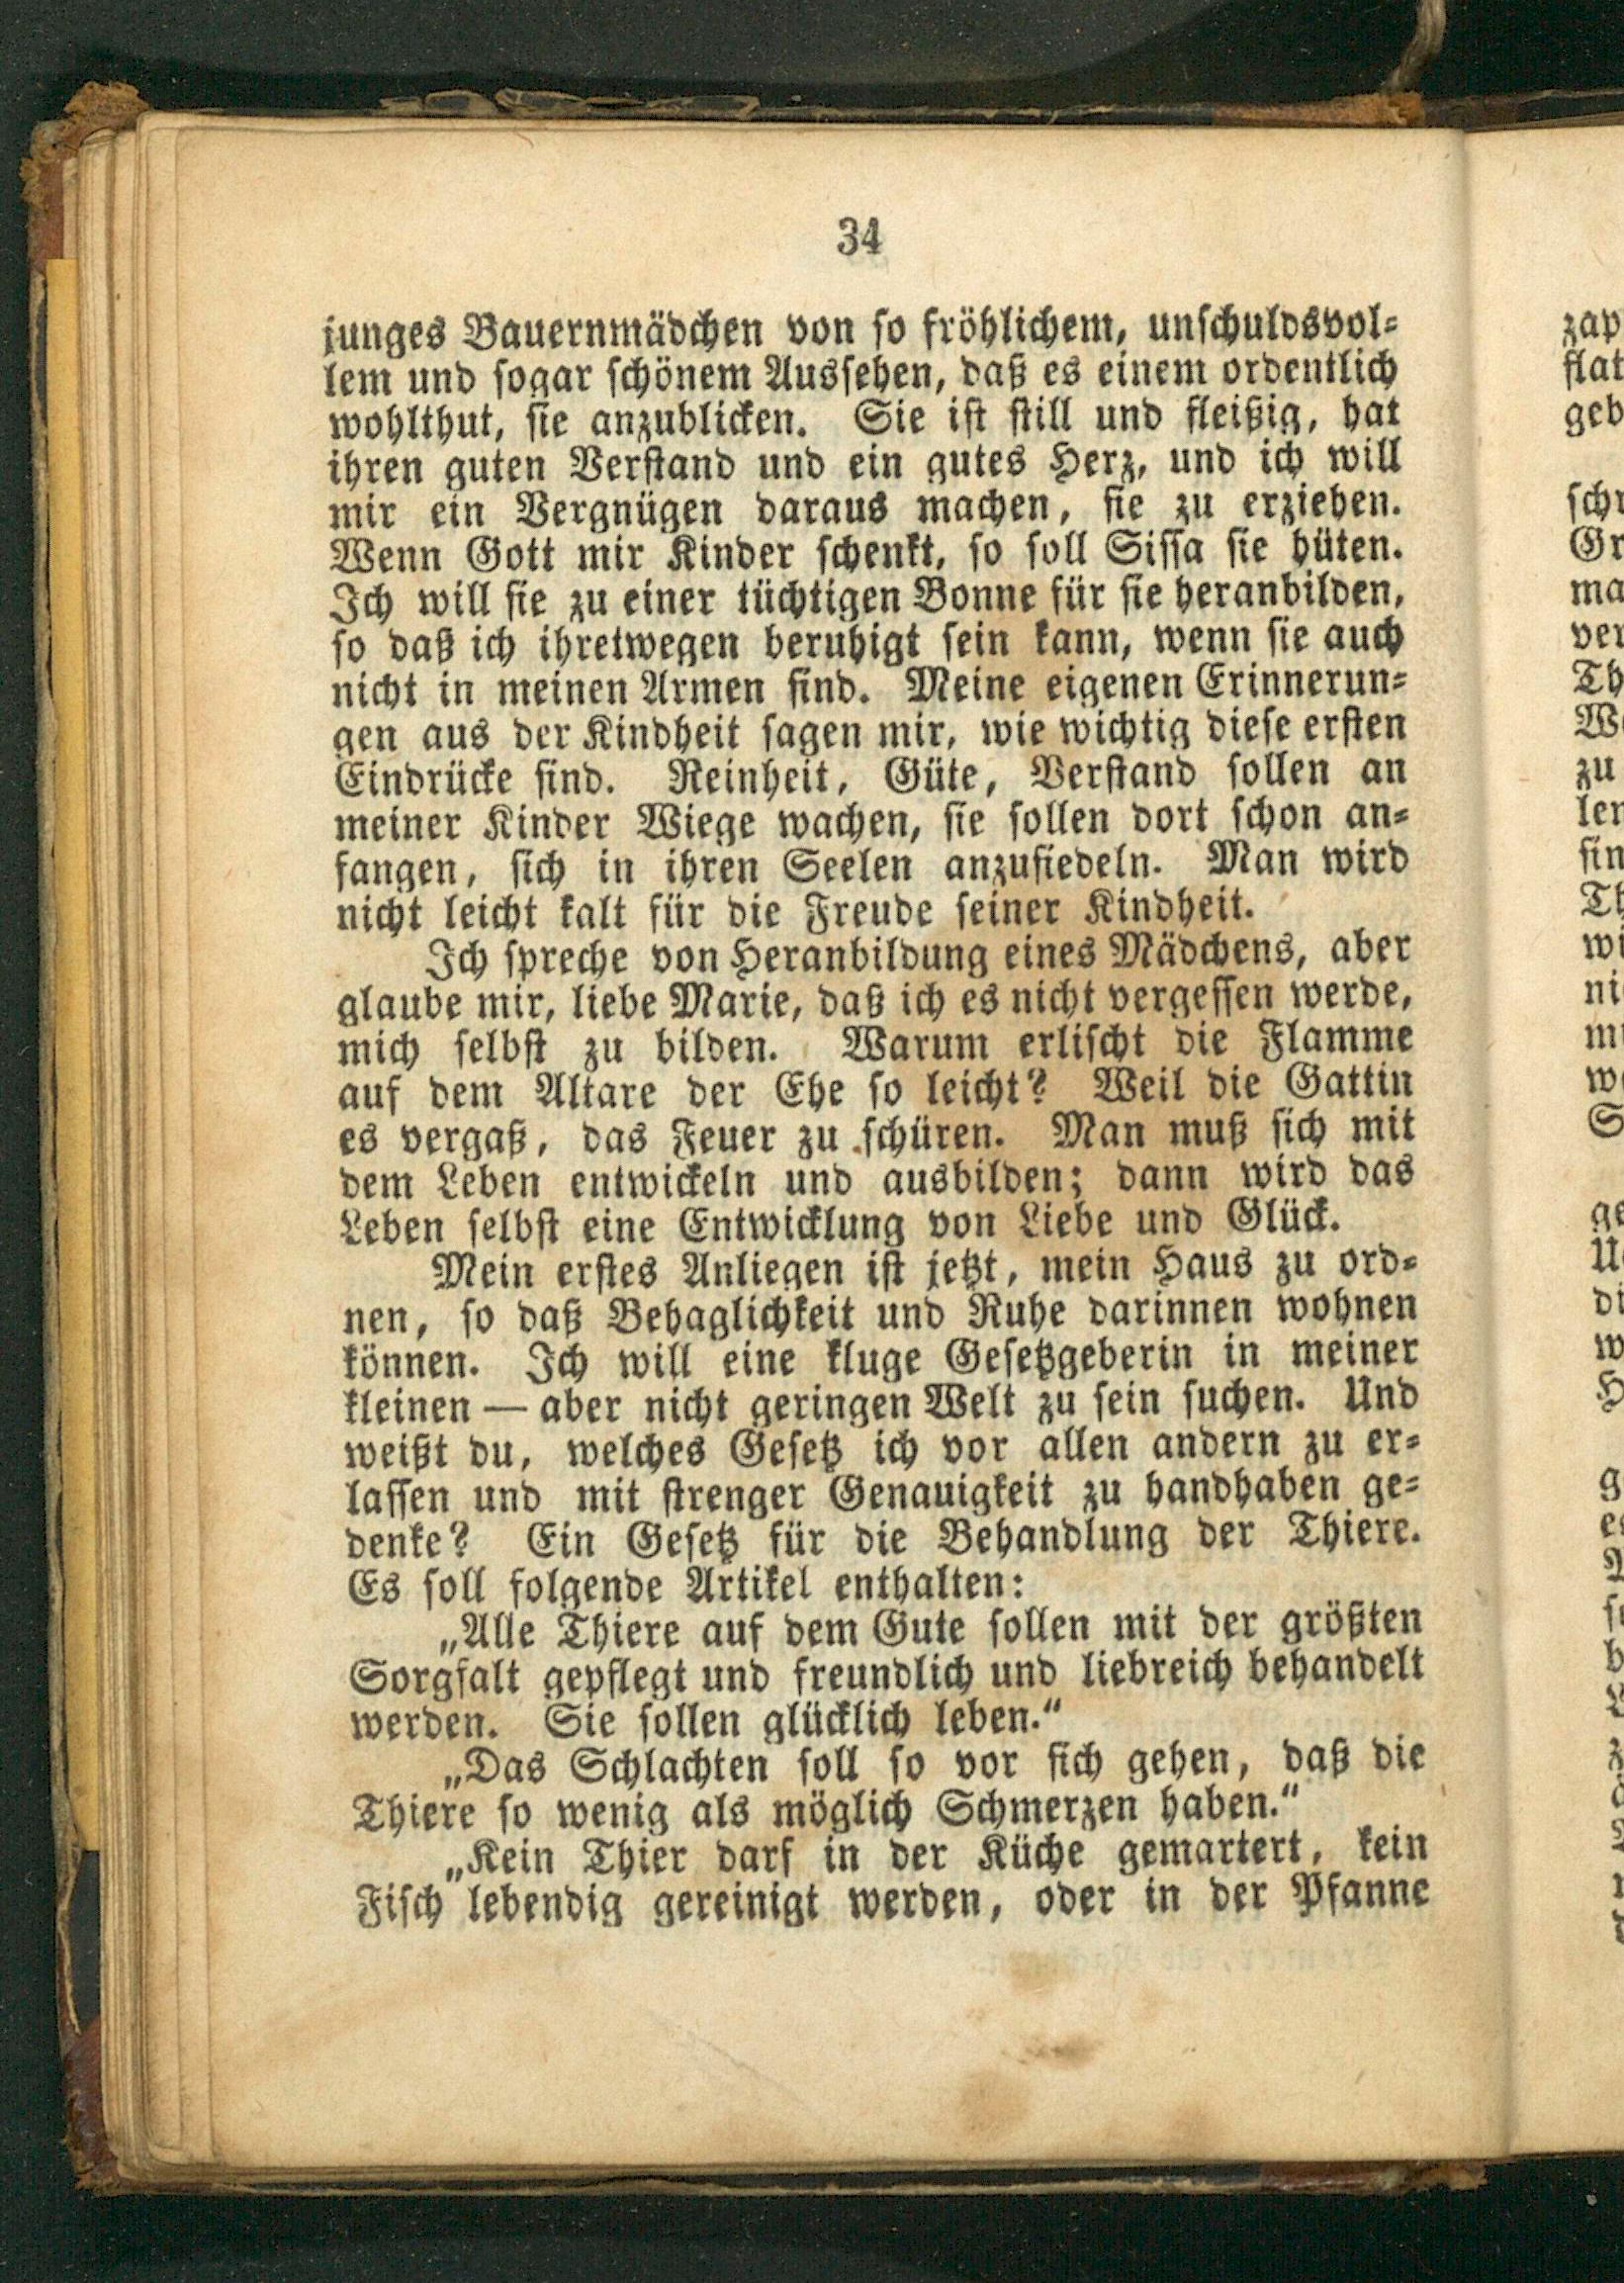 34
junges Bauernmädchen von so fröhlichem, unschuldsvol-
lem und sogar schönem Aussehen, daß es einem ordentlich
wohlthut, sie anzublicken. Sie ist still und fleißig, hat
ihren guten Verstand und ein gutes Herz, und ich will
mir ein Vergnügen daraus machen, sie zu erziehen.
Wenn Gott mir Kinder schenkt, so soll Sissa sie hüten.
Ich will sie zu einer tüchtigen Bonne für sie heranbilden,
so daß ich ihretwegen beruhigt sein kann, wenn sie auch
nicht in meinen Armen sind. Meine eigenen Erinnerun-
gen aus der Kindheit sagen mir, wie wichtig diese ersten
Eindrücke sind. Reinheit, Güte, Verstand sollen an
meiner Kinder Wiege wachen, sie sollen dort schon an-
fangen, sich in ihren Seelen anzusiedeln. Man wird
nicht leicht kalt für die Freude seiner Kindheit.
Ich spreche von Heranbildung eines Mädchens, aber
glaube mir, liebe Marie, daß ich es nicht vergessen werde,
mich selbst zu bilden. Warum erlischt die Flamme
auf dem Altare der Ehe so leicht? Weil die Gattin
es vergaß, das Feuer zu schüren. Man muß sich mit
dem Leben entwickeln und ausbilden; dann wird das
Leben selbst eine Entwicklung von Liebe und Glück.
Mein erstes Anliegen ist jetzt, mein Haus zu ord-
nen, so daß Behaglichkeit und Ruhe darinnen wohnen
können. Ich will eine kluge Gesetzgeberin in meiner
kleinen — aber nicht geringen Welt zu sein suchen. Und
weißt du, welches Gesetz ich vor allen andern zu er-
lassen und mit strenger Genauigkeit zu handhaben ge-
denke? Ein Gesetz für die Behandlung der Thiere.
Es soll folgende Artikel enthalten:
„Alle Thiere auf dem Gute sollen mit der größten
Sorgfalt gepflegt und freundlich und liebreich behandelt
werden. Sie sollen glücklich leben.“
„Das Schlachten soll so vor sich gehen, daß die
Thiere so wenig als möglich Schmerzen haben.“
„Kein Thier darf in der Küche gemartert, kein
Fisch lebendig gereinigt werden, oder in der Pfanne